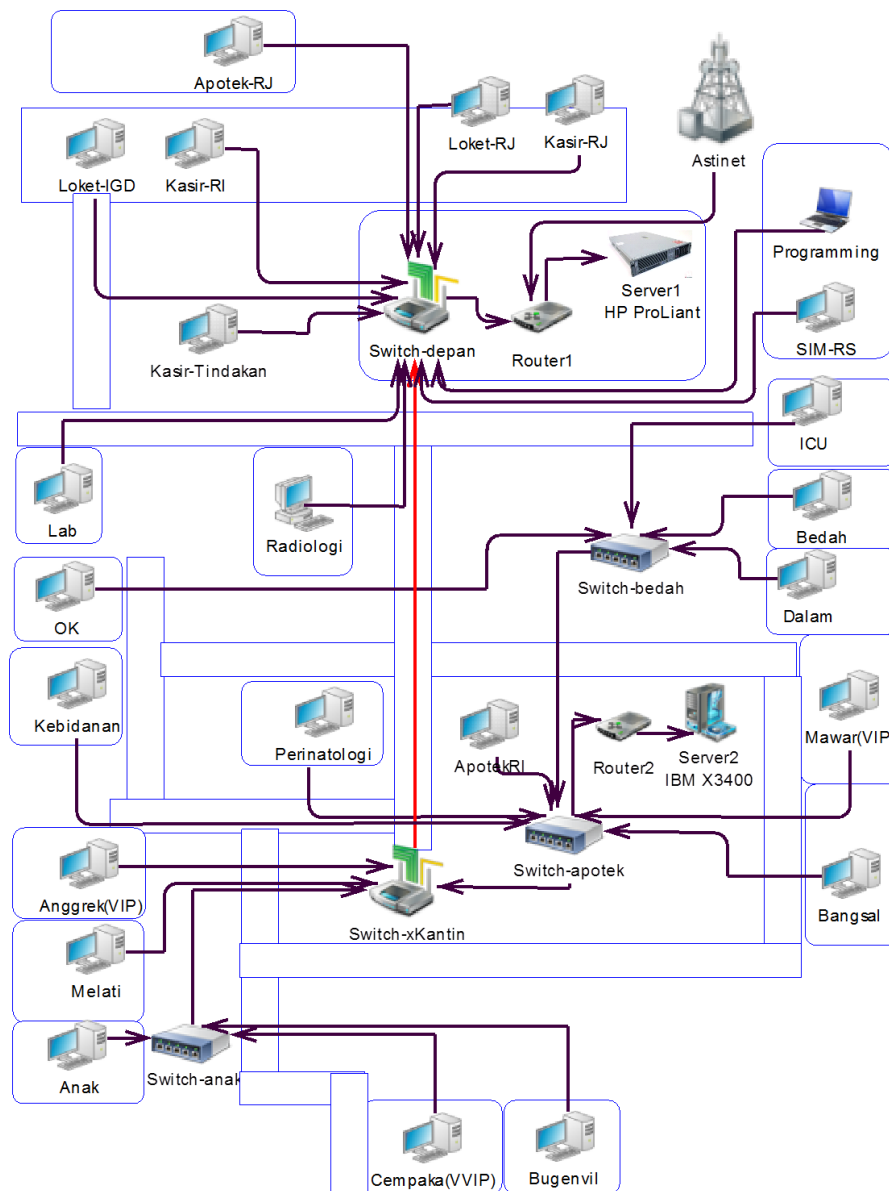 Apotek-RJ
Loket-RJ
Kasir-RJ
Loket-IGD
Kasir-RI
Astinet
Programming
Server1
HP ProLiant
Kasir-Tindakan
Switch-depan
Router1
SIM-RS
ICU
Lab
Radiologi
Bedah
Switch-bedah
OK
Dalam
Kebidanan
Perinatologi
ApotekRI
Router2
Server2
IBM X3400
Mawar(VIP
Switch-apotek
Anggrek(VIP)
Bangsal
Switch-xKantin
Melati
Anak
Switch-anak
Cempaka(VVIP)
Bugenvil